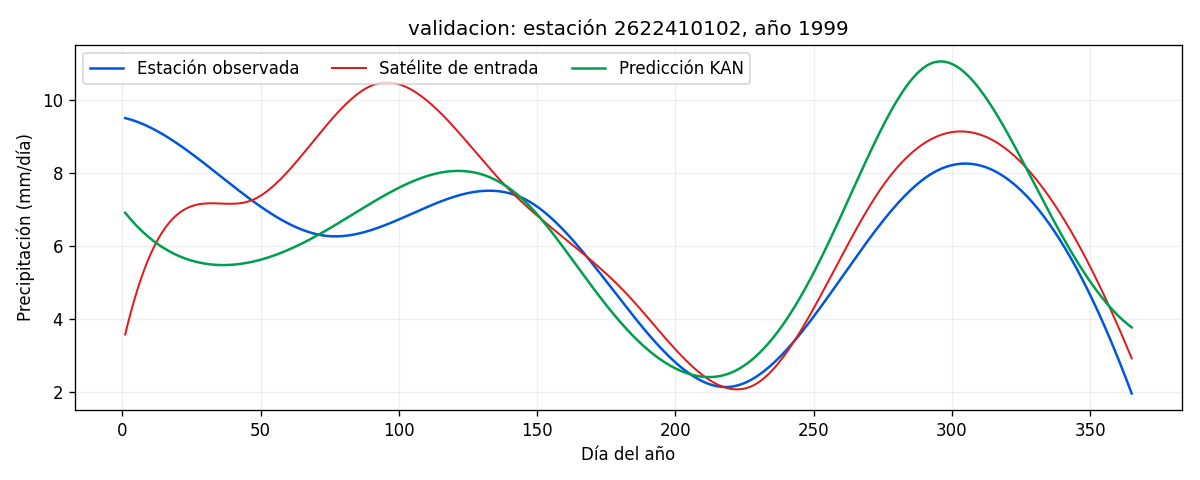 validacion: estación 2622410102, año 1999
Estación observada
Satélite de entrada
Predicción KAN
Precipitación (mm/día)
10
8
6
4
2
0
50
100
150
200
250
300
350
Día del año